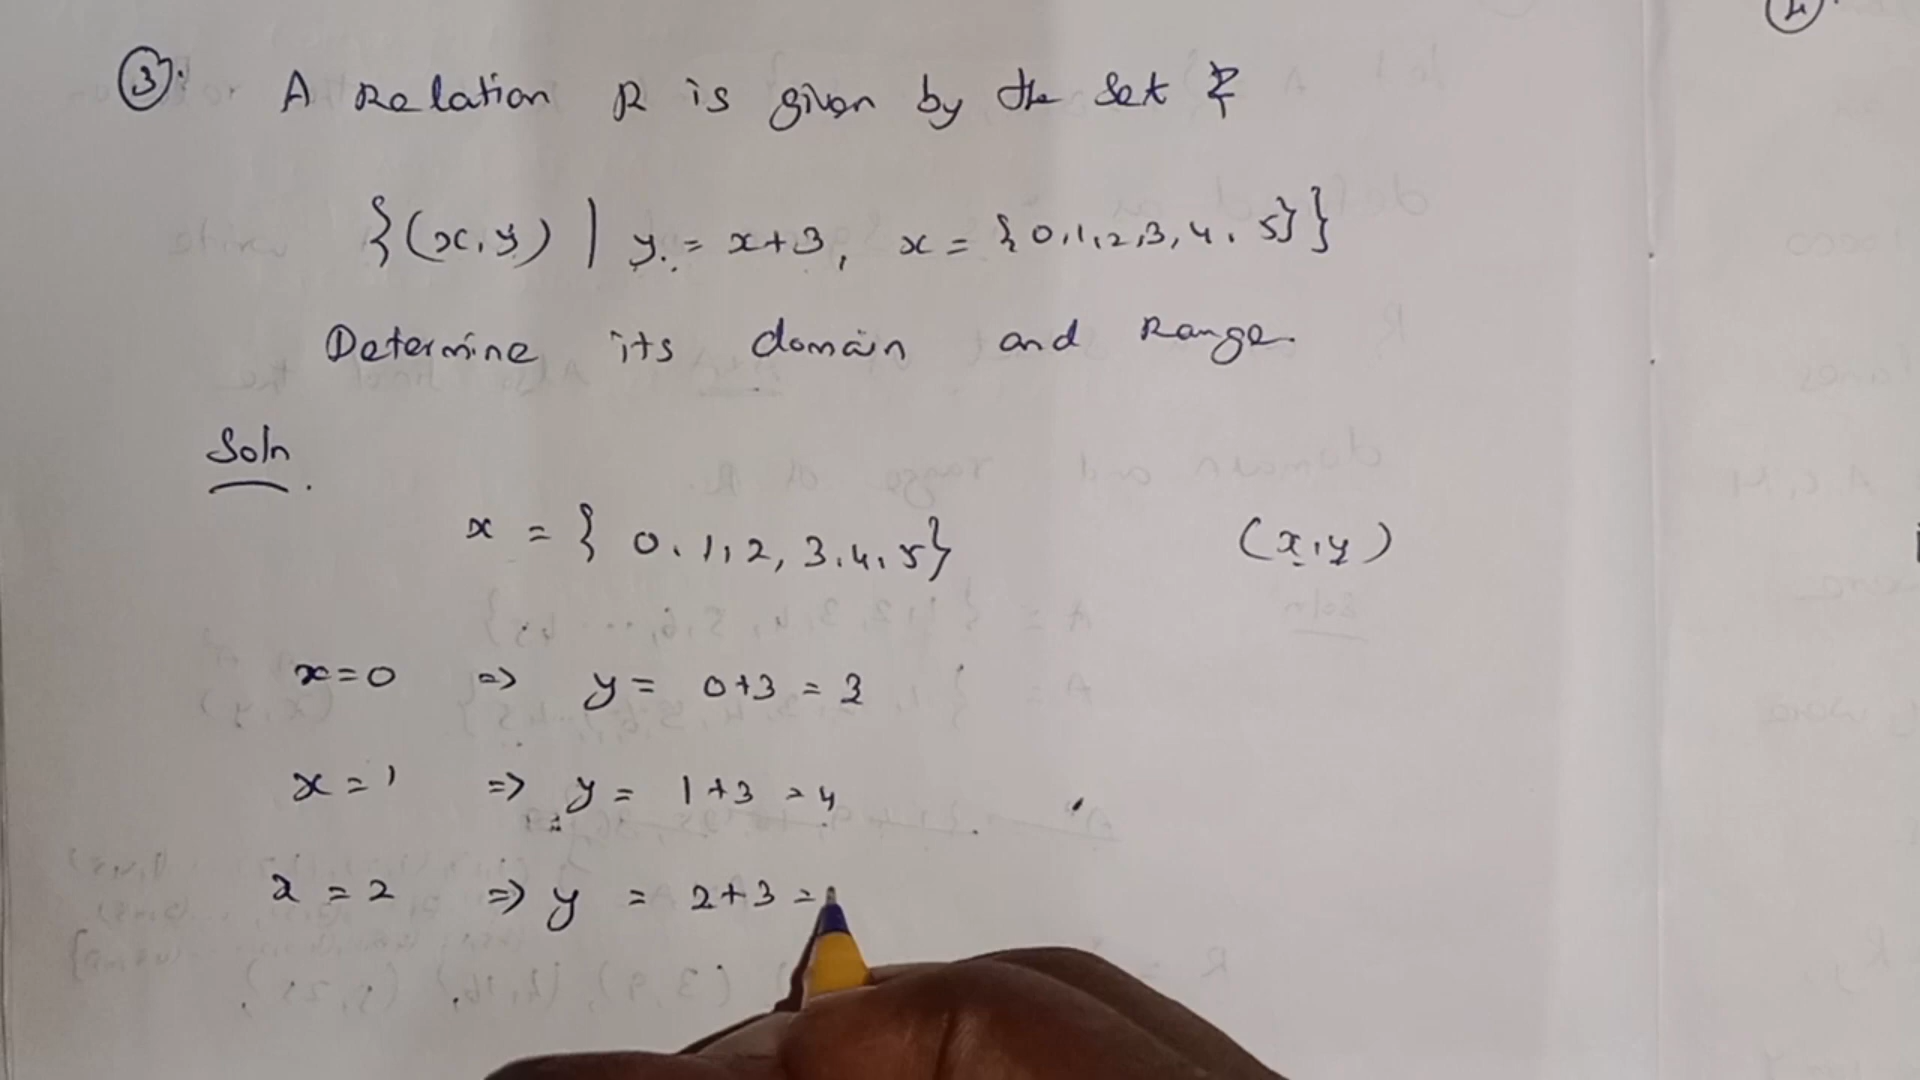 ③. A Relation R is given by the set
{(x,y) | y = x+3, x = {0,1,2,3,4,5}}
Determine its domain and Range.
Soln
x = {0,1,2,3,4,5} (x,y)
x=0 => y = 0+3 = 3
x=1 => y = 1+3 = 4
x = 2 => y = 2+3 =